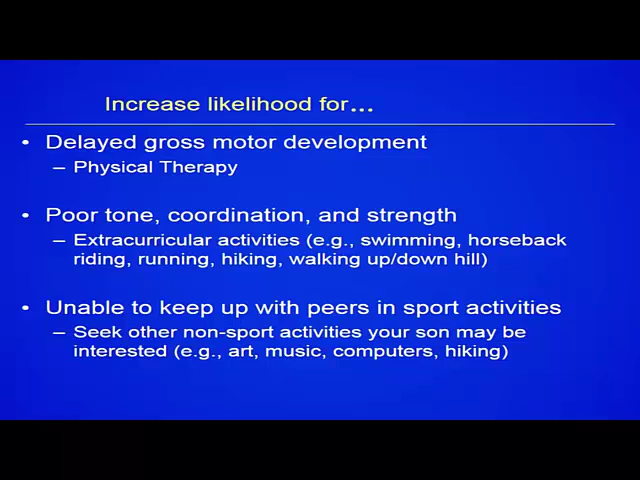 Increase likelihood for…
• Delayed gross motor development
– Physical Therapy
• Poor tone, coordination, and strength
– Extracurricular activities (e.g., swimming, horseback
riding, running, hiking, walking up/down hill)
• Unable to keep up with peers in sport activities
– Seek other non-sport activities your son may be
interested (e.g., art, music, computers, hiking)